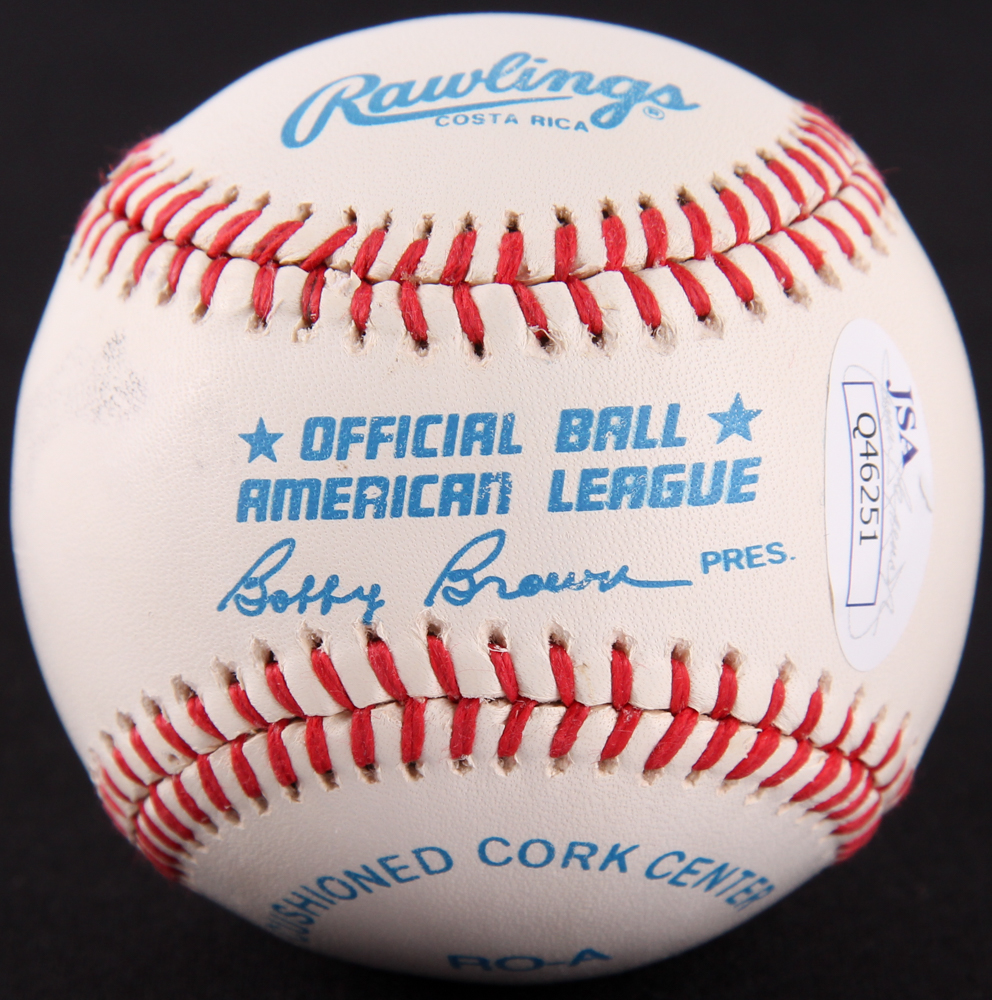 Rawlings®
COSTA RICA
★ OFFICIAL BALL ★
AMERICAN LEAGUE
Bobby Brown PRES.
JSA
Q46251
CUSHIONED CORK CENTER
RO-A